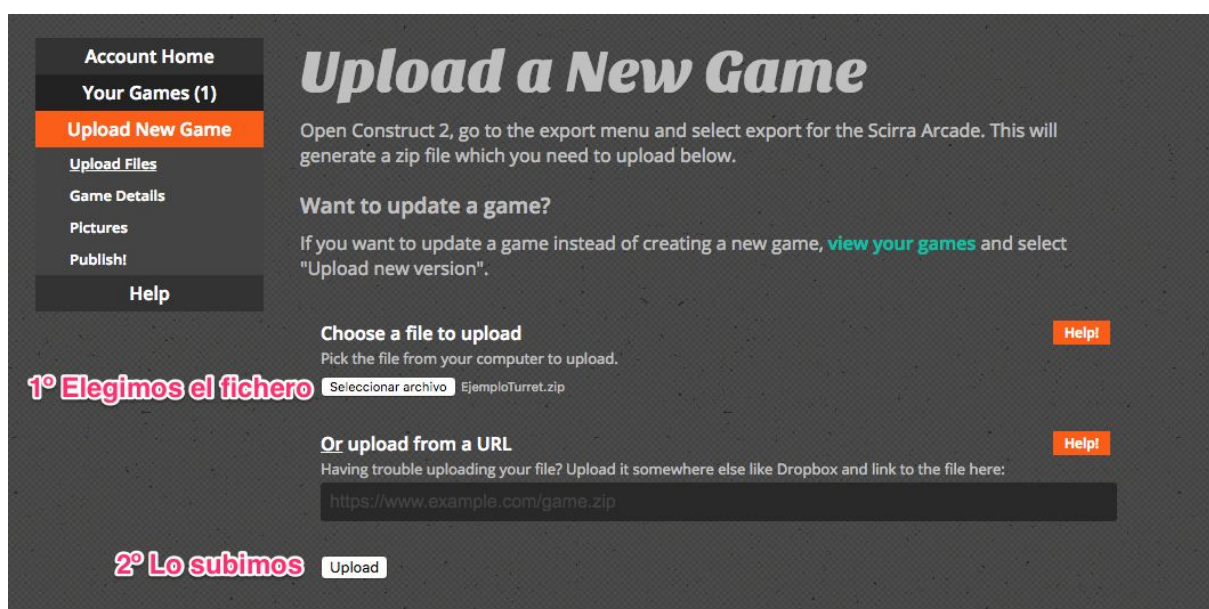 Account Home
Your Games (1)
Upload New Game
Upload Files
Game Details
Pictures
Publish!
Help
Upload a New Game
Open Construct 2, go to the export menu and select export for the Scirra Arcade. This will
generate a zip file which you need to upload below.
Want to update a game?
If you want to update a game instead of creating a new game, view your games and select
"Upload new version".
Choose a file to upload
Help!
Pick the file from your computer to upload.
1º Elegimos el fichero
Seleccionar archivo EjemploTurret.zip
Or upload from a URL
Help!
Having trouble uploading your file? Upload it somewhere else like Dropbox and link to the file here:
https://www.example.com/game.zip
2º Lo subimos
Upload